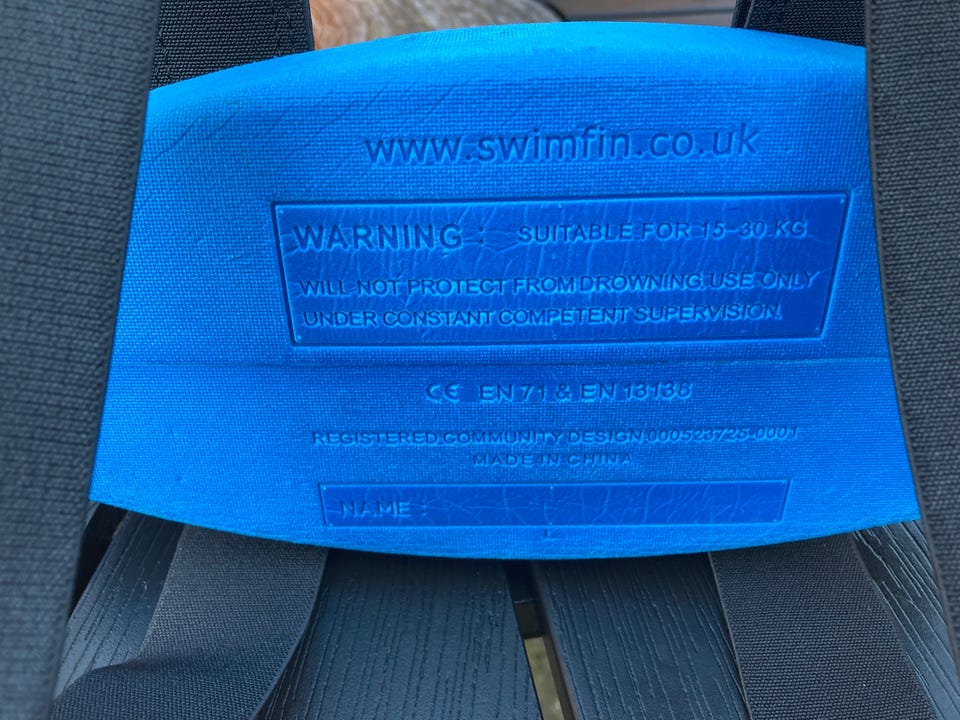 www.swimfin.co.uk
WARNING : SUITABLE FOR 15-30 KG
WILL NOT PROTECT FROM DROWNING. USE ONLY
UNDER CONSTANT COMPETENT SUPERVISION.
CE EN 71 & EN 13138
REGISTERED COMMUNITY DESIGN 000523725-0001
MADE IN CHINA
NAME :